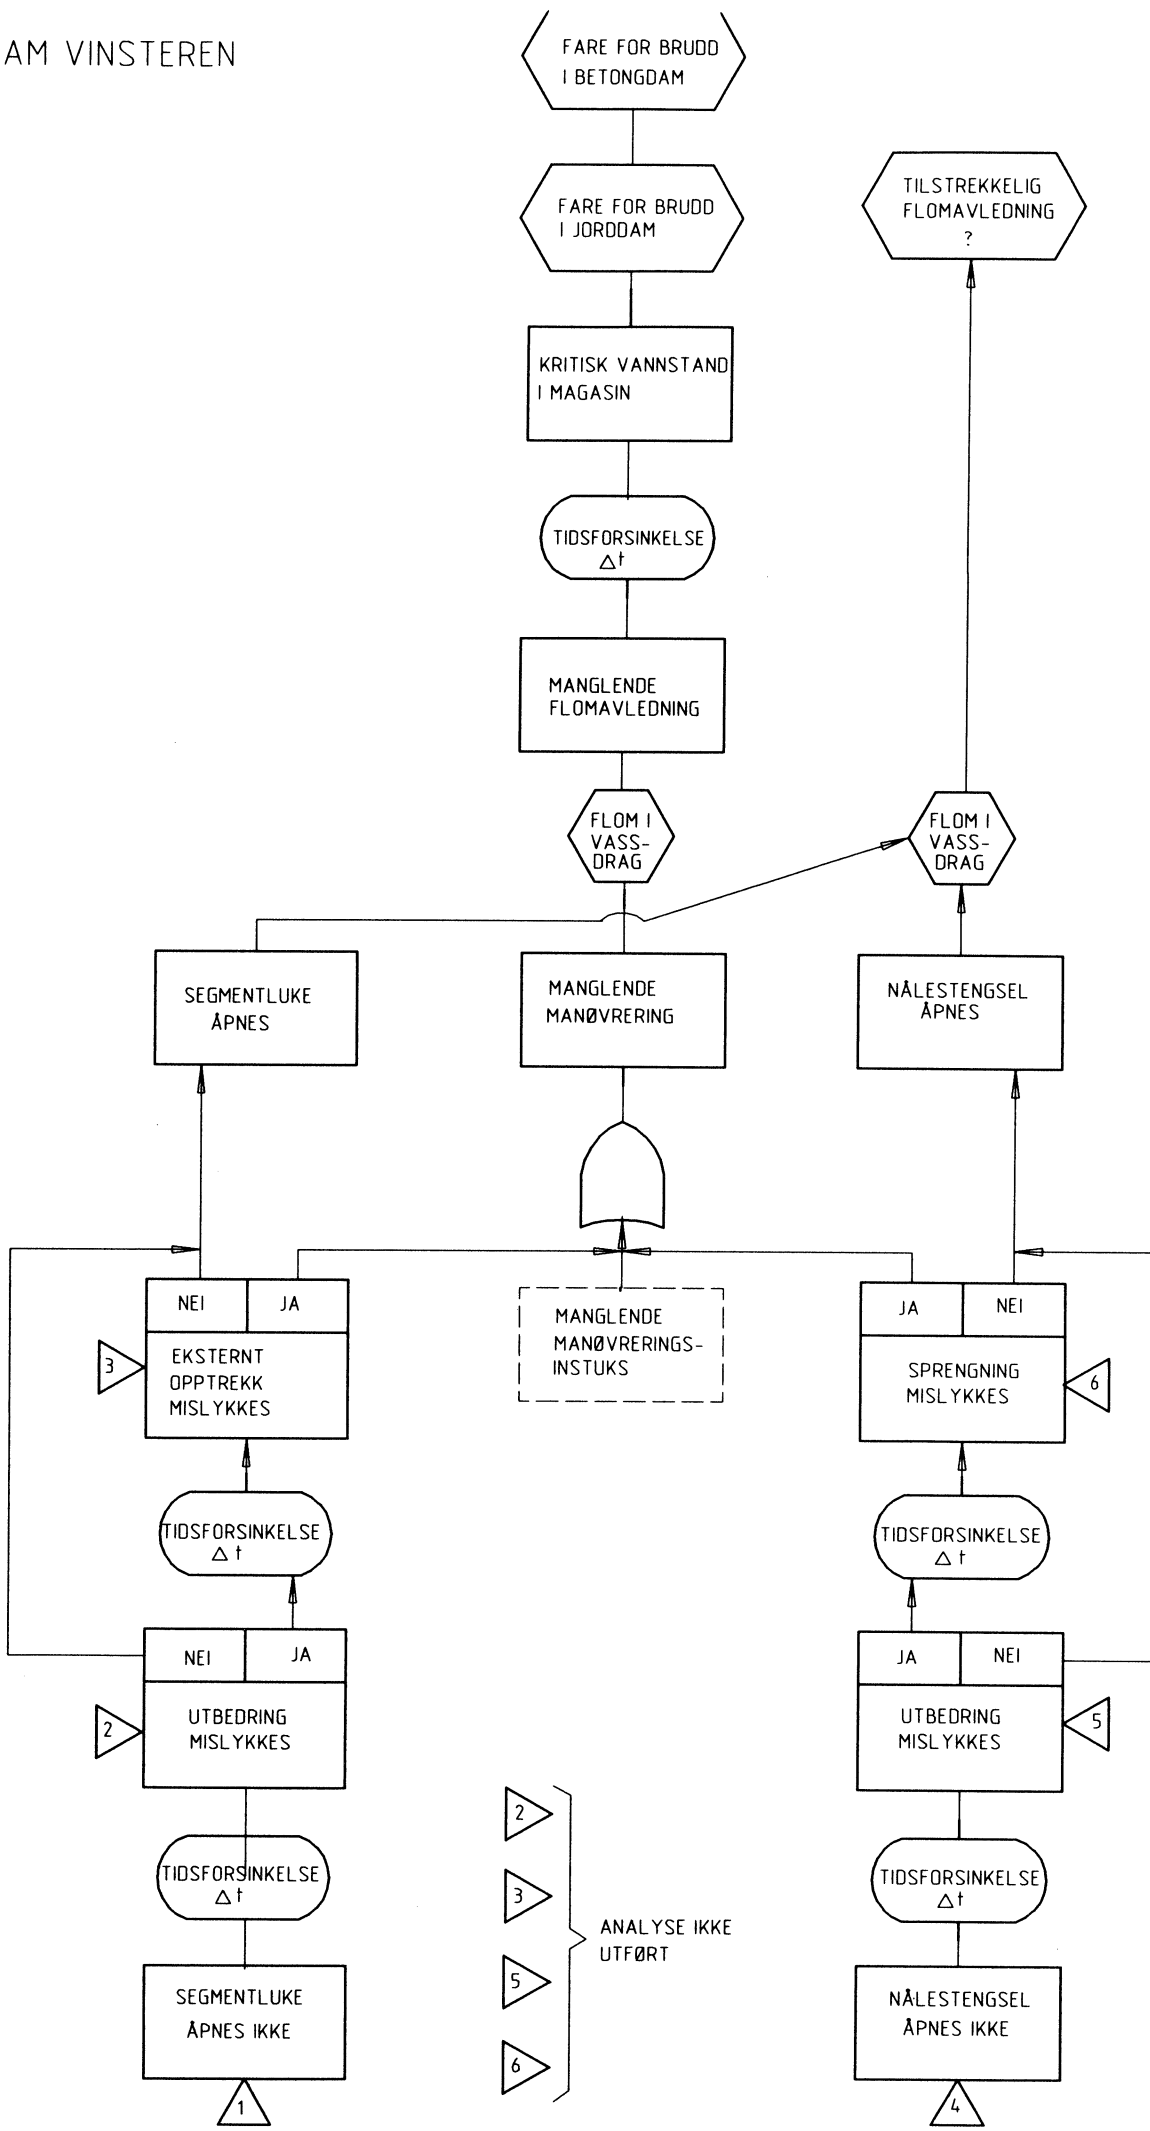 AM VINSTEREN
FARE FOR BRUDD
I BETONGDAM
FARE FOR BRUDD
I JORDDAM
TILSTREKKELIG
FLOMAVLEDNING
?
KRITISK VANNSTAND
I MAGASIN
TIDSFORSINKELSE
△t
MANGLENDE
FLOMAVLEDNING
FLOM I
VASS-
DRAG
FLOM I
VASS-
DRAG
SEGMENTLUKE
ÅPNES
MANGLENDE
MANØVRERING
NÅLESTENGSEL
ÅPNES
NEI
JA
EKSTERNT
OPPTREKK
MISLYKKES
3
MANGLENDE
MANØVRERINGS-
INSTUKS
JA
NEI
SPRENGNING
MISLYKKES
6
TIDSFORSINKELSE
△t
TIDSFORSINKELSE
△t
NEI
JA
UTBEDRING
MISLYKKES
2
JA
NEI
UTBEDRING
MISLYKKES
5
TIDSFORSINKELSE
△t
TIDSFORSINKELSE
△t
2
3
5
6
ANALYSE IKKE
UTFØRT
SEGMENTLUKE
ÅPNES IKKE
1
NÅLESTENGSEL
ÅPNES IKKE
4